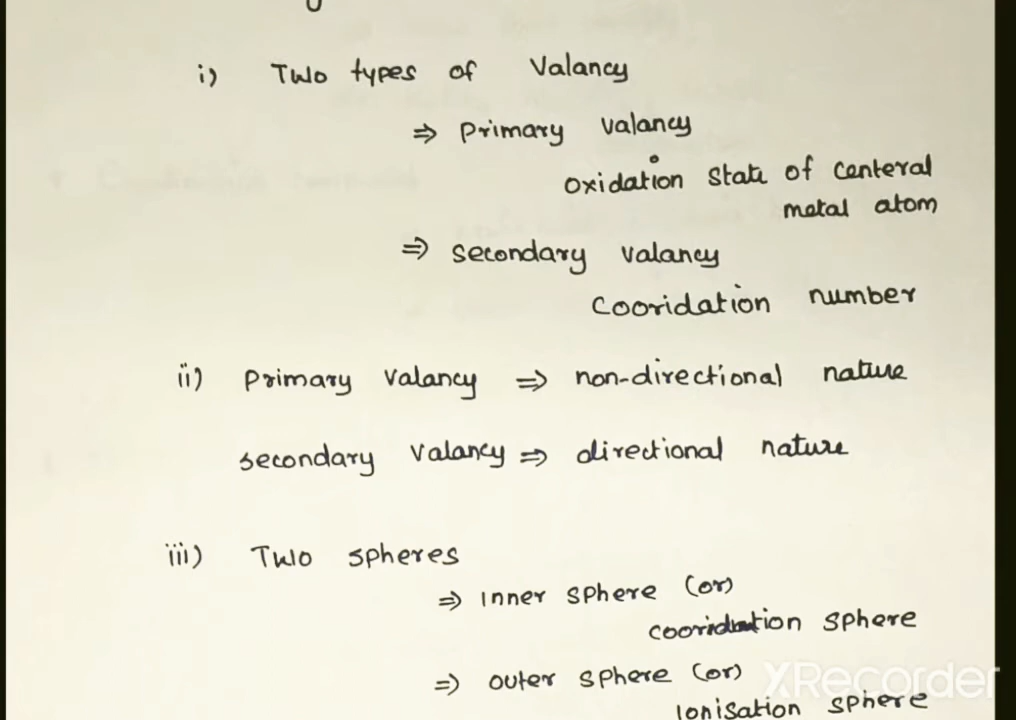 i) Two types of Valancy
⇒ Primary valancy
oxidation state of centeral
metal atom
⇒ secondary valancy
cooridation number
ii) Primary valancy ⇒ non-directional nature
secondary valancy ⇒ directional nature
iii) Two spheres
⇒ inner sphere (or)
cooridation sphere
⇒ outer sphere (or)
ionisation sphere
XRecorder